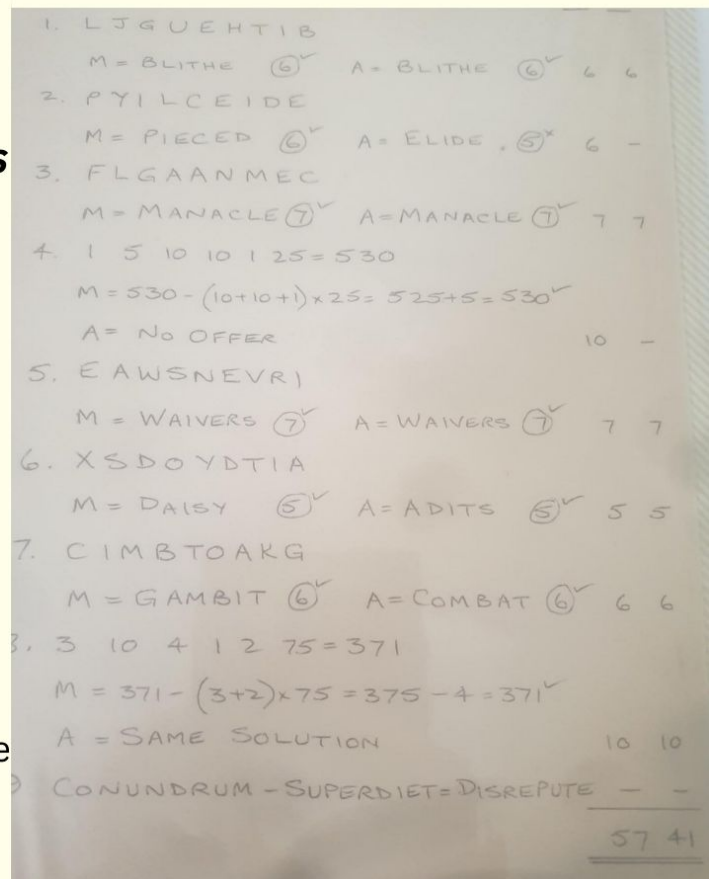 1. LJGUEHTIB
M = BLITHE 6✓ A = BLITHE 6✓ 6 6
2. PYILCEIDE
M = PIECED 6✓ A = ELIDE . 5ˣ 6 -
s
3. FLGAANMEC
M = MANACLE 7✓ A = MANACLE 7✓ 7 7
4. 1 5 10 10 1 25 = 530
M = 530 - (10+10+1)×25 = 525+5 = 530✓
A = NO OFFER 10 -
5. EAWSNEVRI
M = WAIVERS 7✓ A = WAIVERS 7✓ 7 7
6. XSDOYDTIA
M = DAISY 5✓ A = ADITS 5✓ 5 5
7. CIMBTOAKG
M = GAMBIT 6✓ A = COMBAT 6✓ 6 6
8. 3 10 4 1 2 75 = 371
M = 371 - (3+2)×75 = 375 - 4 = 371✓
e
A = SAME SOLUTION 10 10
9 CONUNDRUM - SUPERDIET = DISREPUTE - -
57 41